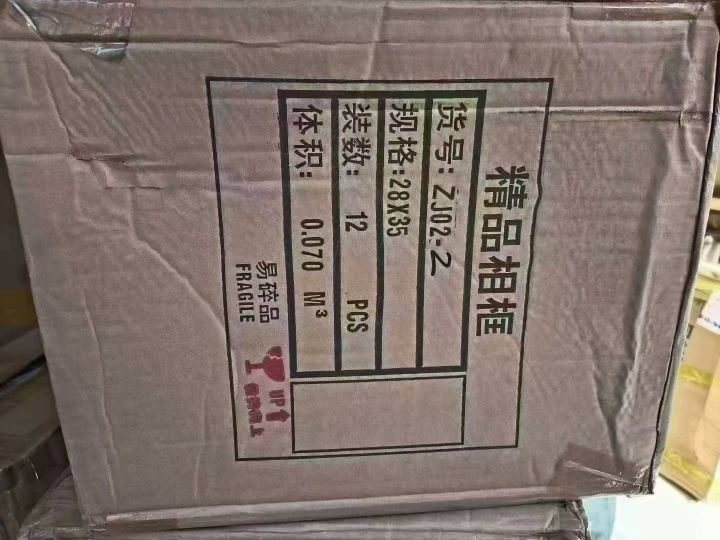 精品相框
货号: ZJ02-2
规格:28X35
装数: 12 PCS
体积: 0.070 M³
易碎品
FRAGILE
UP